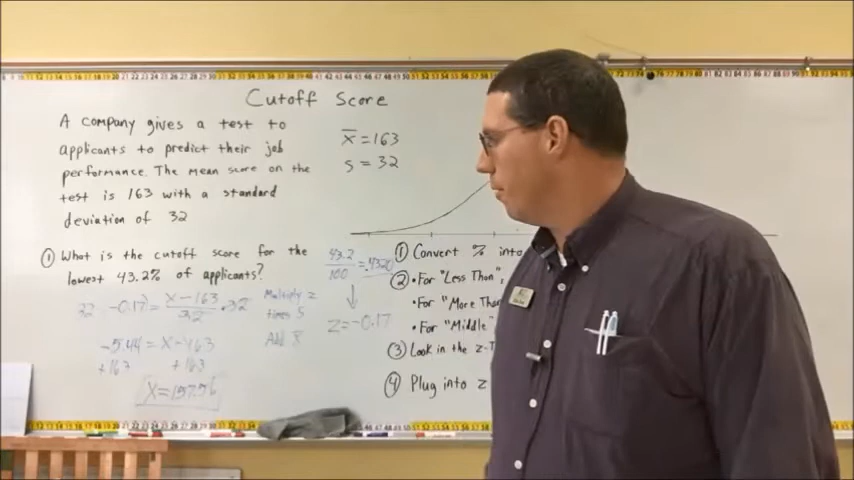 Cutoff Score
A company gives a test to
applicants to predict their job
performance. The mean score on the
test is 163 with a standard
deviation of 32
x̅ = 163
s = 32
① What is the cutoff score for the
lowest 43.2% of applicants?
32 · -0.17 = x - 163 / 32 · 32
Multiply z
times s
-5.44 = x - 163
Add x̅
+163 +163
x = 157.56
43.2 / 100 = .4320
z = -0.17
① Convert % into
② • For "Less Than",
• For "More Than
• For "Middle"
③ Look in the z-T
④ Plug into z